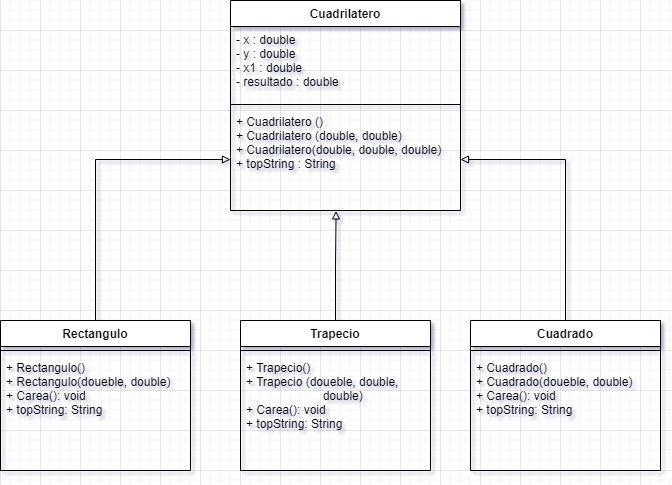 Cuadrilatero
- x : double
- y : double
- x1 : double
- resultado : double
+ Cuadrilatero ()
+ Cuadrilatero (double, double)
+ Cuadrilatero(double, double, double)
+ topString : String
Rectangulo
+ Rectangulo()
+ Rectangulo(doueble, double)
+ Carea(): void
+ topString: String
Trapecio
+ Trapecio()
+ Trapecio (doueble, double,
double)
+ Carea(): void
+ topString: String
Cuadrado
+ Cuadrado()
+ Cuadrado(doueble, double)
+ Carea(): void
+ topString: String